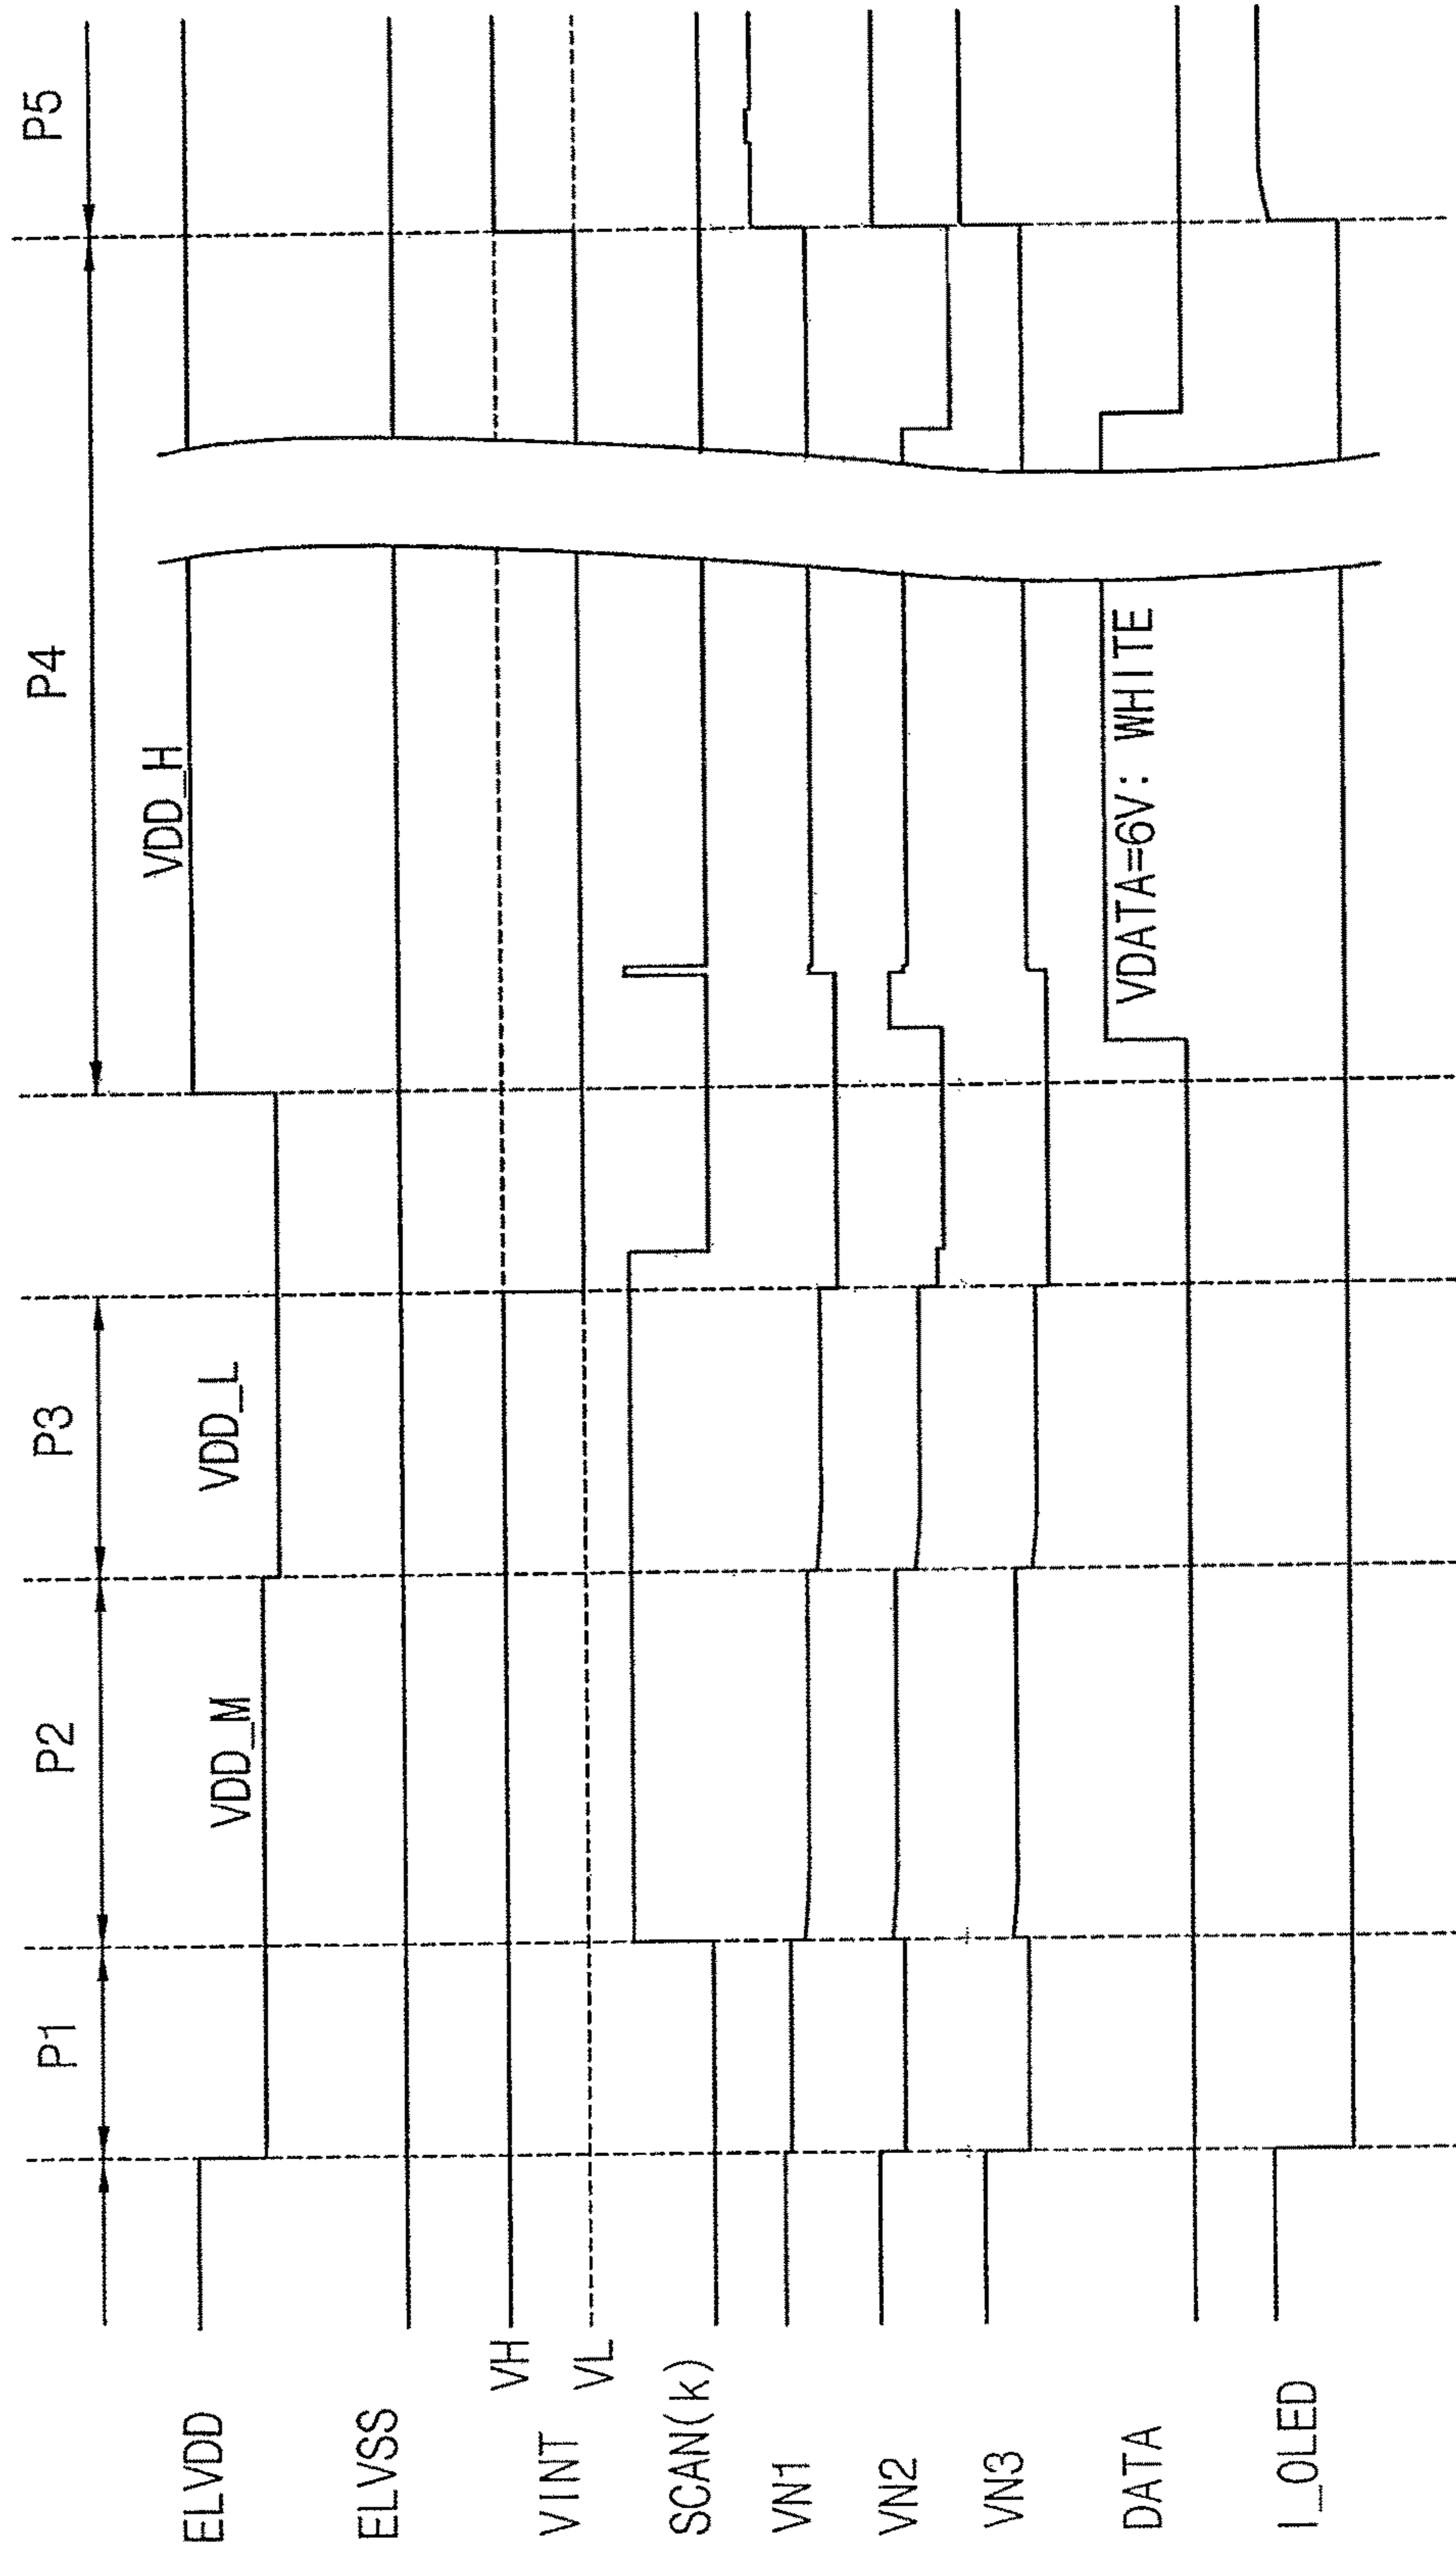 P1
P2
P3
P4
P5
ELVDD
VDD_M
VDD_L
VDD_H
ELVSS
VINT
VH
VL
SCAN(k)
VN1
VN2
VN3
DATA
VDATA=6V: WHITE
I_OLED